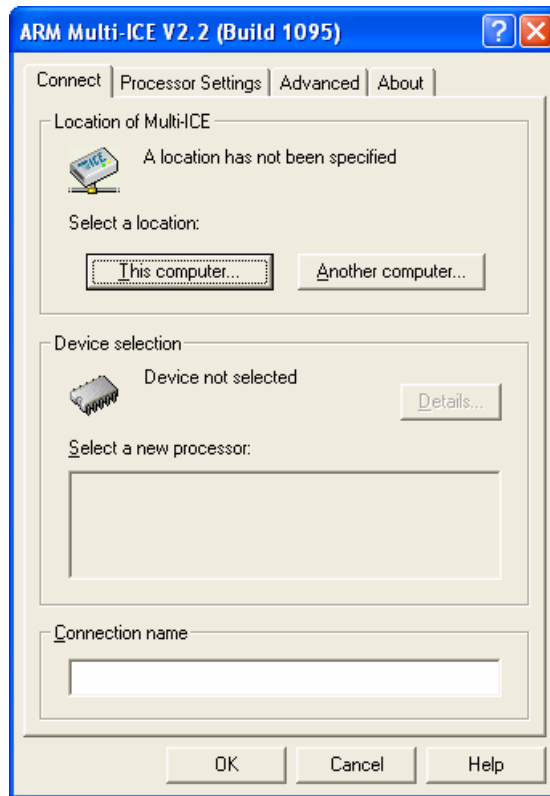 ARM Multi-ICE V2.2 (Build 1095)
Connect Processor Settings Advanced About
Location of Multi-ICE
ICE
A location has not been specified
Select a location:
This computer... Another computer...
Device selection
Device not selected
Details...
Select a new processor:
Connection name
OK Cancel Help